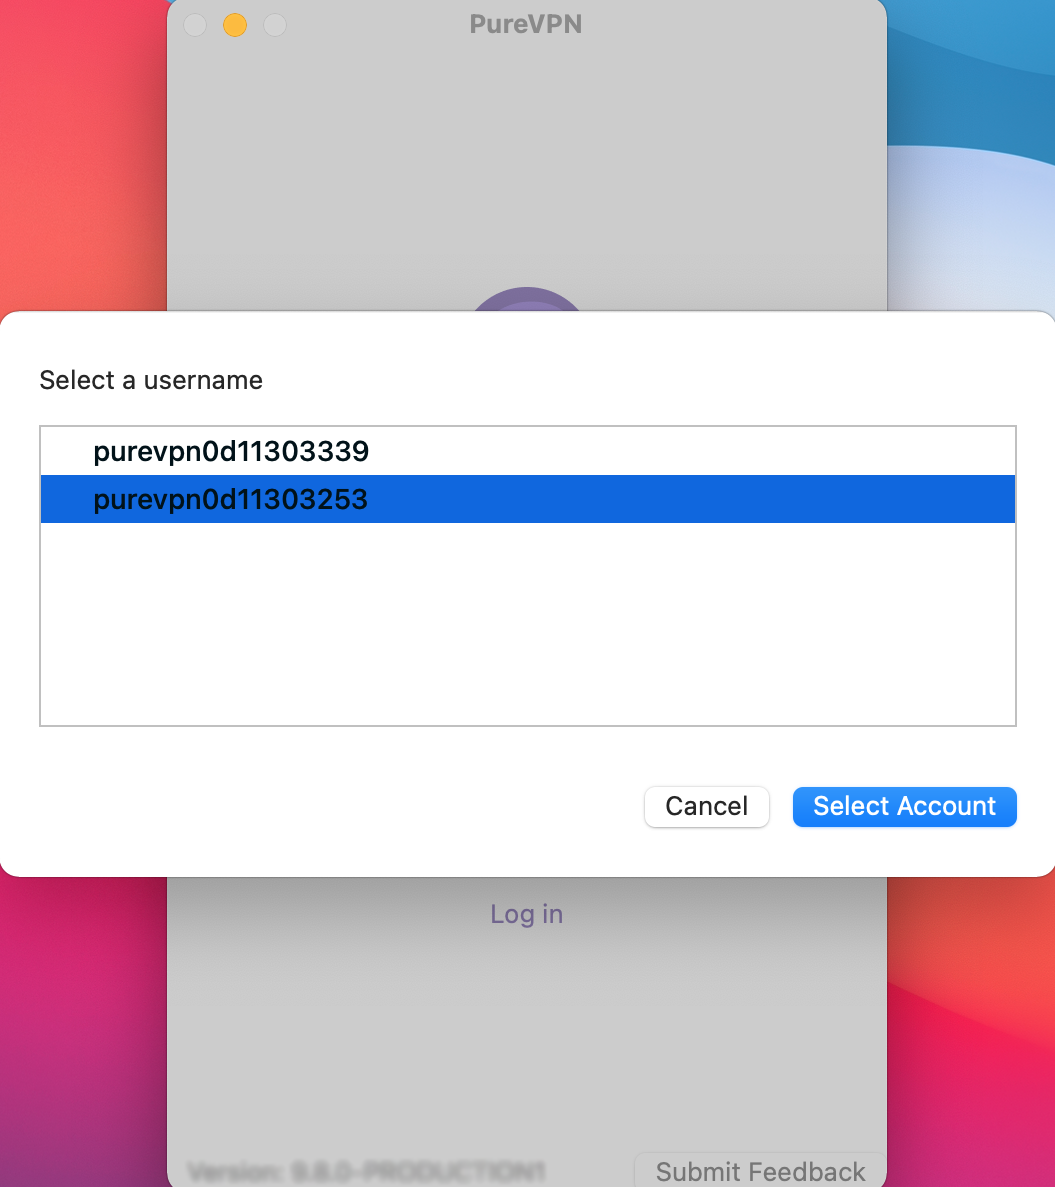 PureVPN
Select a username
purevpn0d11303339
purevpn0d11303253
Cancel
Select Account
Log in
Version: 9.8.0-PRODUCTION1
Submit Feedback